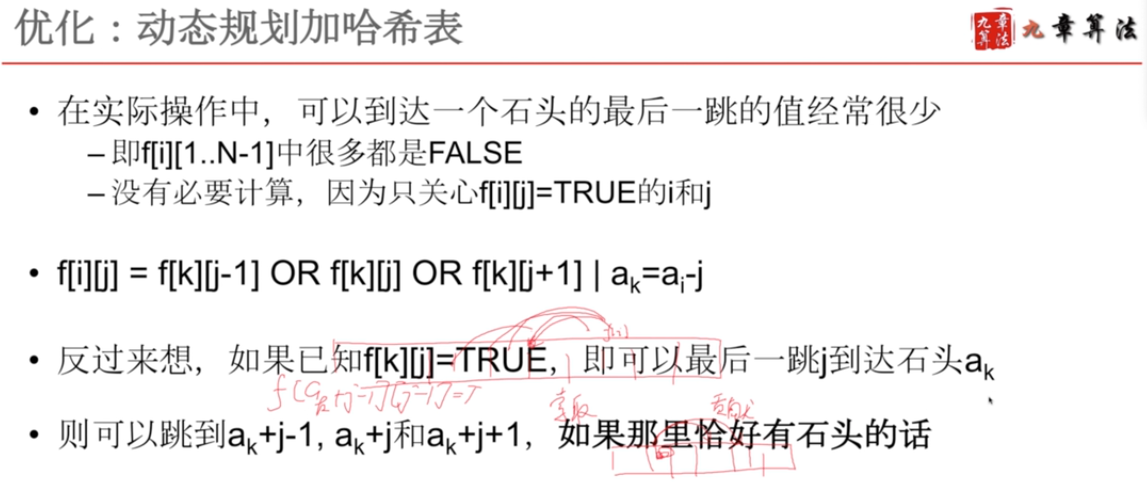 优化：动态规划加哈希表
九章算法 九章算法
• 在实际操作中，可以到达一个石头的最后一跳的值经常很少
– 即f[i][1..N-1]中很多都是FALSE
– 没有必要计算，因为只关心f[i][j]=TRUE的i和j
• f[i][j] = f[k][j-1] OR f[k][j] OR f[k][j+1] | aₖ=aᵢ-j
• 反过来想，如果已知f[k][j]=TRUE，即可以最后一跳j到达石头aₖ
• 则可以跳到aₖ+j-1, aₖ+j和aₖ+j+1，如果那里恰好有石头的话